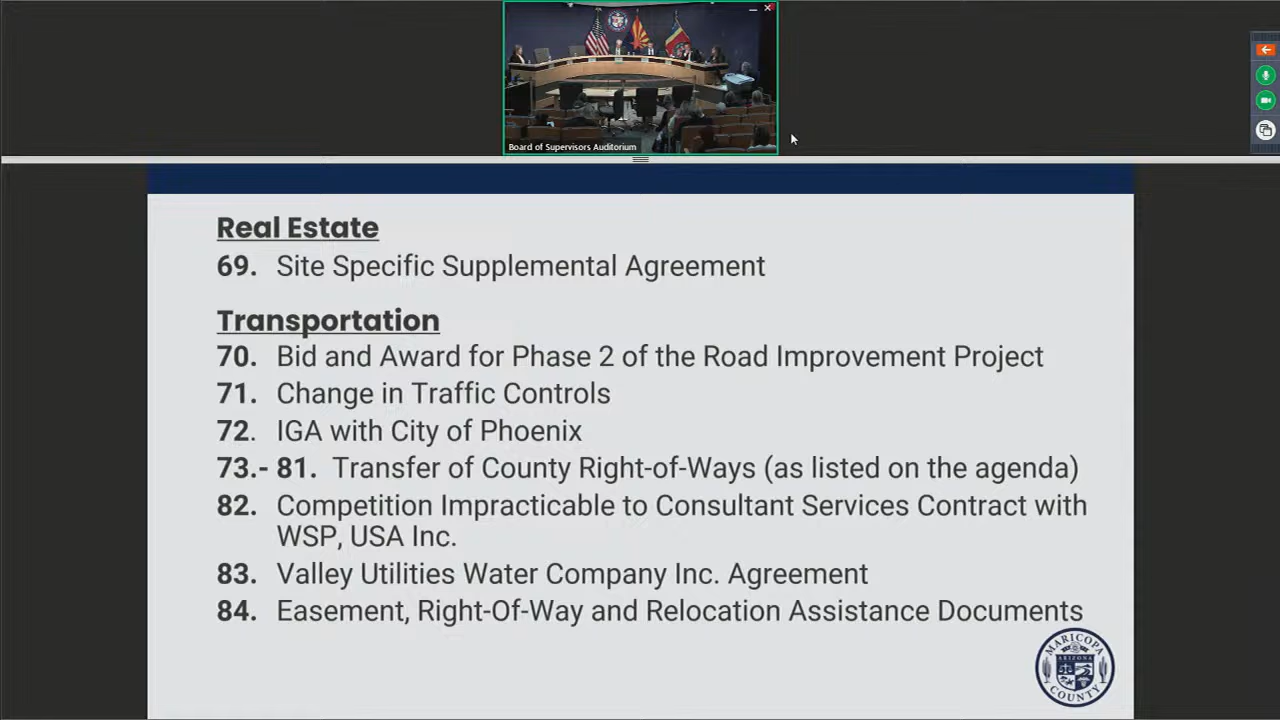 Board of Supervisors Auditorium
Real Estate
69. Site Specific Supplemental Agreement
Transportation
70. Bid and Award for Phase 2 of the Road Improvement Project
71. Change in Traffic Controls
72. IGA with City of Phoenix
73.- 81. Transfer of County Right-of-Ways (as listed on the agenda)
82. Competition Impracticable to Consultant Services Contract with
WSP, USA Inc.
83. Valley Utilities Water Company Inc. Agreement
84. Easement, Right-Of-Way and Relocation Assistance Documents
MARICOPA
ARIZONA
COUNTY